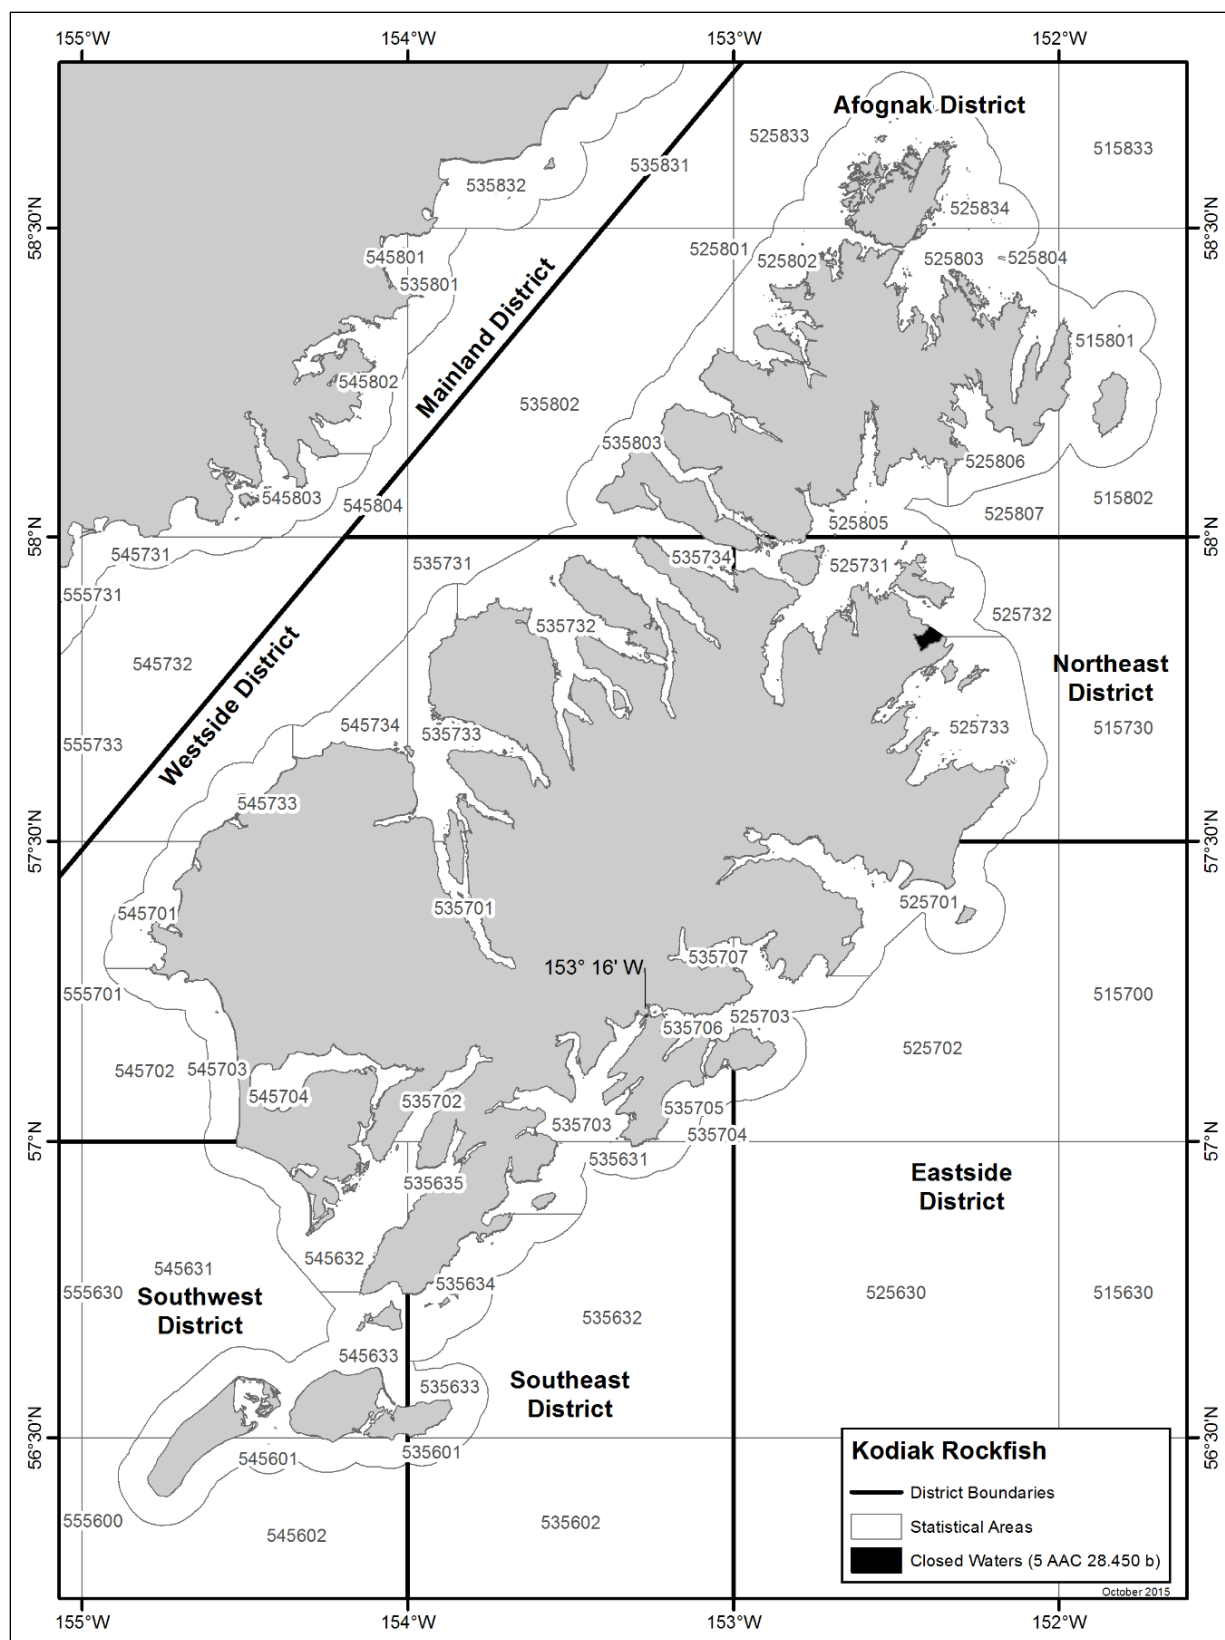 155°W
154°W
153°W
152°W
Afognak District
525833
515833
535831
535832
58°30'N
58°30'N
525834
545801
525801
525802
525803
525804
535801
515801
Mainland District
545802
535802
535803
525806
545803
545804
515802
525807
525805
58°N
58°N
545731
535731
535734
525731
555731
525732
535732
545732
Northeast
District
Westside District
545734
535733
525733
515730
555733
545733
57°30'N
57°30'N
545701
535701
525701
535707
153° 16' W
555701
515700
525703
535706
525702
545702
545703
545704
535702
535705
535703
535704
57°N
57°N
535631
Eastside
District
535635
545632
545631
535634
555630
525630
515630
Southwest
District
535632
545633
535633
Southeast
District
56°30'N
56°30'N
545601
535601
555600
545602
535602
Kodiak Rockfish
District Boundaries
Statistical Areas
Closed Waters (5 AAC 28.450 b)
October 2015
155°W
154°W
153°W
152°W